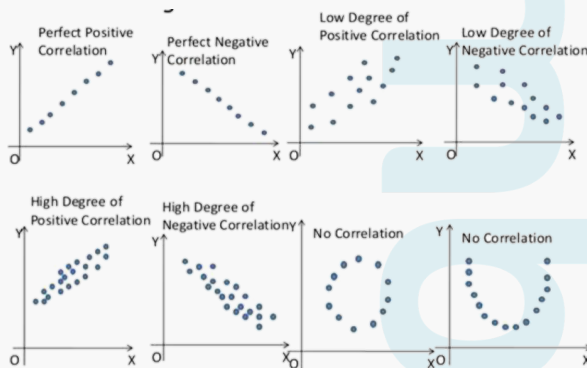 Perfect Positive
Correlation
Y
O
X
Perfect Negative
Correlation
Y
O
X
Low Degree of
Positive Correlation
Y
O
X
Low Degree of
Negative Correlation
Y
O
X
High Degree of
Positive Correlation
Y
O
X
High Degree of
Negative Correlation
Y
O
X
No Correlation
Y
O
X
No Correlation
Y
O
X